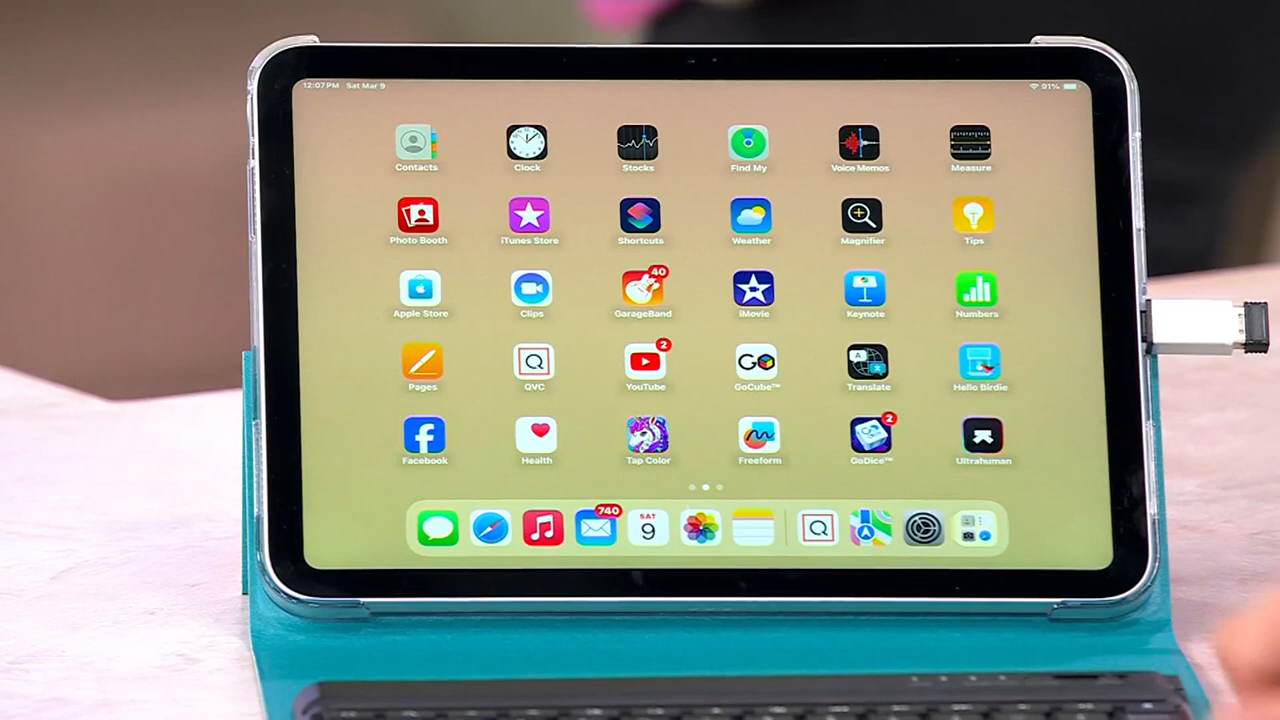 12:07 PM Sat Mar 9 91%
Contacts Clock Stocks Find My Voice Memos Measure
Photo Booth iTunes Store Shortcuts Weather Magnifier Tips
40
Apple Store Clips GarageBand iMovie Keynote Numbers
Q 2 GO
Pages QVC YouTube GoCube™ Translate Hello Birdie
2
Facebook Health Tap Color Freeform GoDice™ Ultrahuman
740 SAT 9 Q